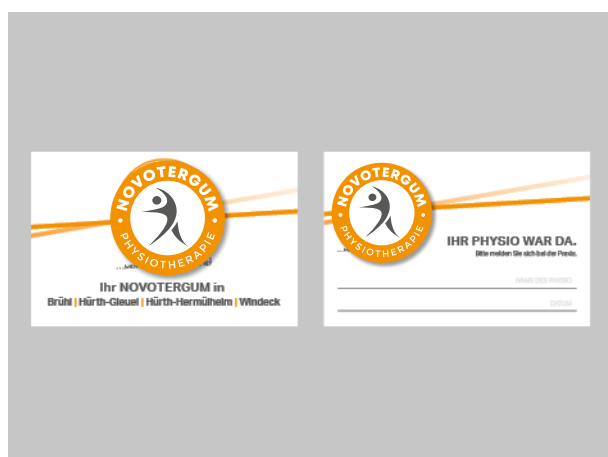 NOVOTERGUM
PHYSIOTHERAPIE
Ihr NOVOTERGUM in
Brühl | Hürth-Gleuel | Hürth-Hermülheim | Windeck
NOVOTERGUM
PHYSIOTHERAPIE
IHR PHYSIO WAR DA.
Bitte melden Sie sich bei der Praxis.
NAME DES PHYSIO
DATUM